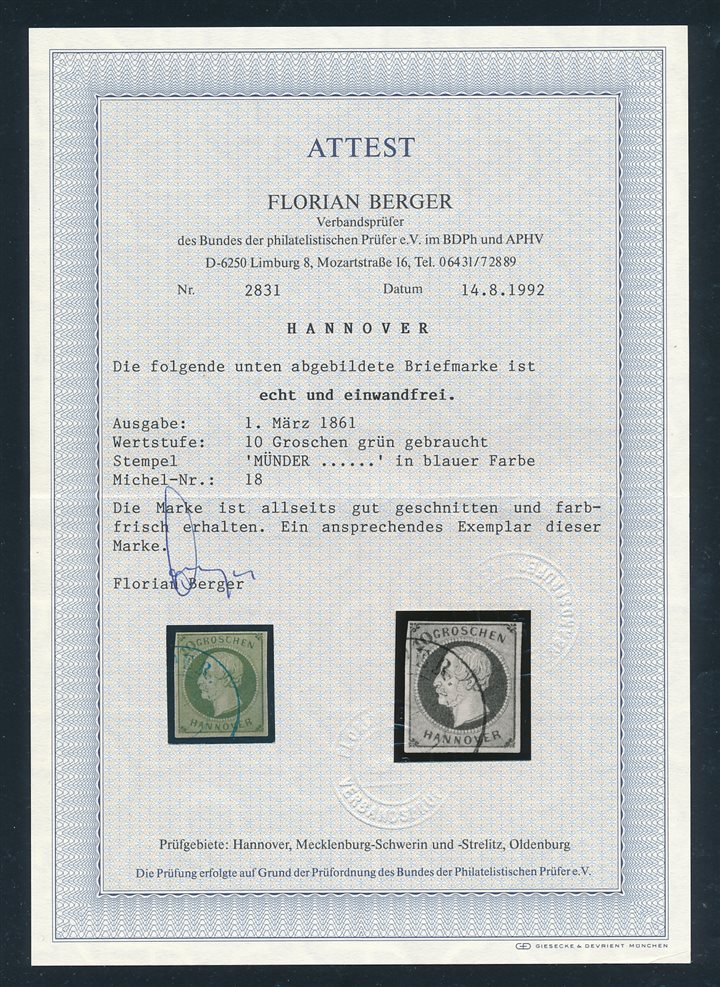 ATTEST
FLORIAN BERGER
Verbandsprüfer
des Bundes der philatelistischen Prüfer e.V. im BDPh und APHV
D-6250 Limburg 8, Mozartstraße 16, Tel. 06431/72889
Nr. 2831 Datum 14.8.1992
HANNOVER
Die folgende unten abgebildete Briefmarke ist
echt und einwandfrei.
Ausgabe: 1. März 1861
Wertstufe: 10 Groschen grün gebraucht
Stempel 'MÜNDER ......' in blauer Farbe
Michel-Nr.: 18
Die Marke ist allseits gut geschnitten und farb-
frisch erhalten. Ein ansprechendes Exemplar dieser
Marke.
Florian Berger
10 GROSCHEN
HANNOVER
10 GROSCHEN
HANNOVER
Prüfgebiete: Hannover, Mecklenburg-Schwerin und -Strelitz, Oldenburg
Die Prüfung erfolgte auf Grund der Prüfordnung des Bundes der Philatelistischen Prüfer e.V.
GIESECKE & DEVRIENT MÜNCHEN